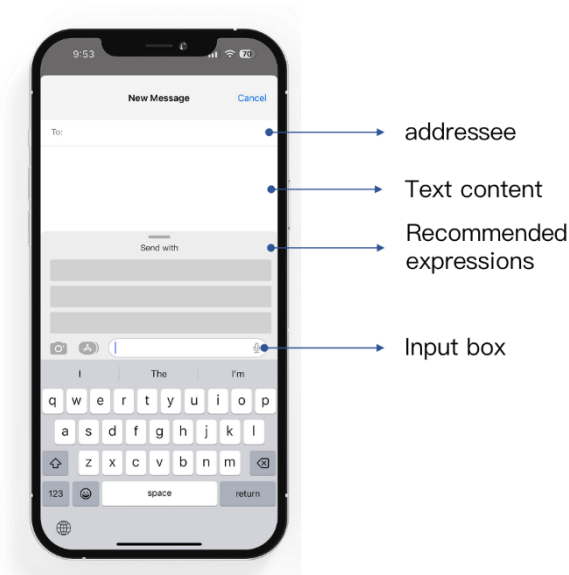 9:53
70
New Message
Cancel
To:
addressee
Text content
Send with
Recommended
expressions
Input box
I
The
I'm
q w e r t y u i o p
a s d f g h j k l
z x c v b n m
123
space
return